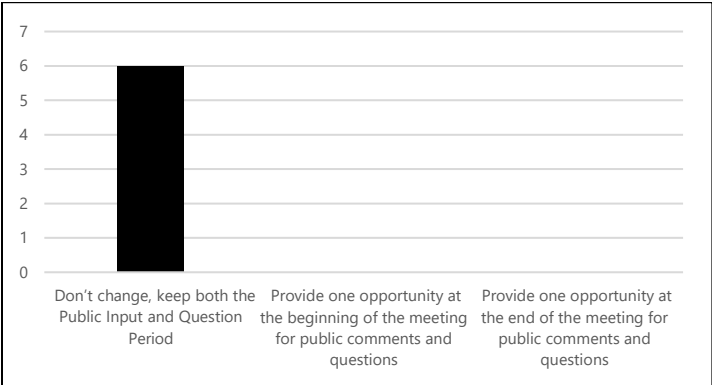 7
6
5
4
3
2
1
0
Don't change, keep both the
Public Input and Question
Period
Provide one opportunity at
the beginning of the meeting
for public comments and
questions
Provide one opportunity at
the end of the meeting for
public comments and
questions